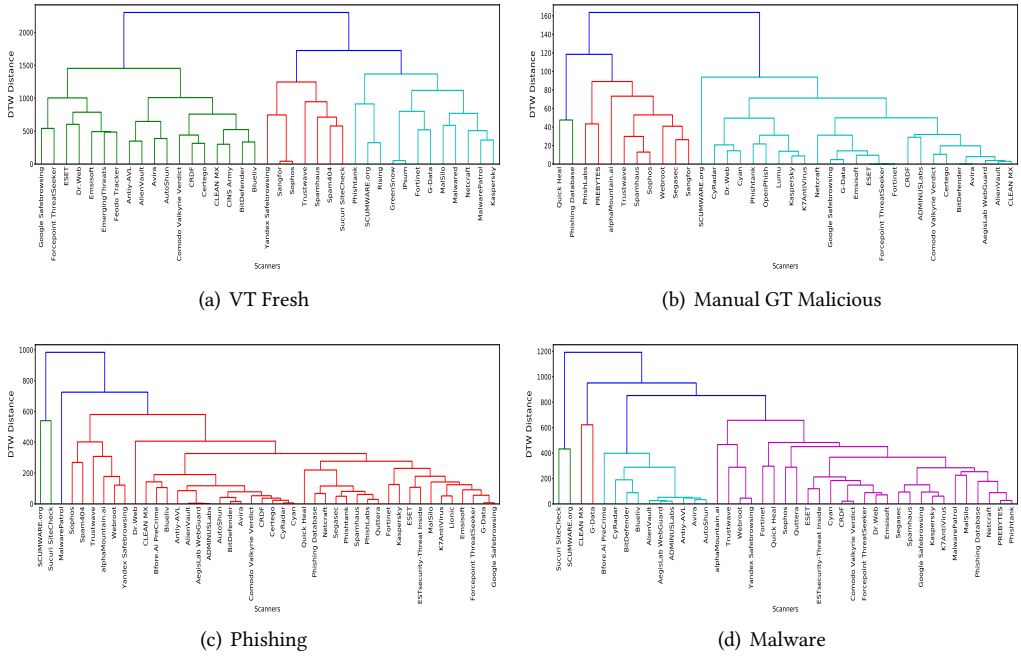 DTW Distance
2000
1500
1000
500
0
Google Safebrowsing
Forcepoint ThreatSeeker
ESET
Dr. Web
Emsisoft
EmergingThreats
Feodo Tracker
Antiy-AVL
AlienVault
Avira
AutoShun
Comodo Valkyrie Verdict
CRDF
Certego
CLEAN MX
CINS Army
BitDefender
Blueliv
Yandex Safebrowsing
Sangfor
Sophos
Trustwave
Spamhaus
Spam404
Sucuri SiteCheck
Phishtank
SCUMWARE.org
Rising
GreenSnow
IPsum
Fortinet
G-Data
MalSilo
Malwared
Netcraft
MalwarePatrol
Kaspersky
Scanners
(a) VT Fresh
DTW Distance
160
140
120
100
80
60
40
20
0
Quick Heal
Phishing Database
PhishLabs
PREBYTES
alphaMountain.ai
Trustwave
Spamhaus
Sophos
Webroot
Segasec
Sangfor
SCUMWARE.org
CyRadar
Dr.Web
Cyan
Phishtank
OpenPhish
Lumu
Kaspersky
K7AntiVirus
Netcraft
Google Safebrowsing
G-Data
Emsisoft
ESET
Forcepoint ThreatSeeker
Fortinet
ADMINUSLabs
CRDF
Comodo Valkyrie Verdict
Certego
BitDefender
Avira
AegisLab WebGuard
AlienVault
CLEAN MX
Scanners
(b) Manual GT Malicious
DTW Distance
1000
800
600
400
200
0
SCUMWARE.org
Sucuri SiteCheck
MalwarePatrol
Sophos
Spam404
Trustwave
alphaMountain.ai
Webroot
Yandex Safebrowsing
Dr.Web
CLEAN MX
Bfore.Ai PreCrime
Blueliv
Antiy-AVL
AlienVault
AegisLab WebGuard
ADMINUSLabs
AutoShun
BitDefender
Avira
Comodo Valkyrie Verdict
CyRadar
CRDF
Certego
Cyan
Quick Heal
Phishing Database
Netcraft
Segasec
Phishtank
Spamhaus
PhishLabs
Quttera
Fortinet
Kaspersky
ESET
ESTsecurity-Threat Inside
MalSilo
K7AntiVirus
Lionic
Emsisoft
Forcepoint ThreatSeeker
G-Data
Google Safebrowsing
Scanners
(c) Phishing
DTW Distance
1200
1000
800
600
400
200
0
Sucuri SiteCheck
SCUMWARE.org
CLEAN MX
G-Data
Bfore.Ai PreCrime
CyRadar
BitDefender
Blueliv
AlienVault
AegisLab WebGuard
ADMINUSLabs
Antiy-AVL
Avira
AutoShun
alphaMountain.ai
Trustwave
Webroot
Yandex Safebrowsing
Fortinet
Quick Heal
Sophos
Quttera
ESET
ESTsecurity-Threat Inside
Cyan
CRDF
Comodo Valkyrie Verdict
Forcepoint ThreatSeeker
Dr.Web
Emsisoft
Segasec
Spamhaus
Google Safebrowsing
Kaspersky
K7AntiVirus
MalwarePatrol
MalSilo
Phishing Database
Netcraft
PREBYTES
Phishtank
Scanners
(d) Malware